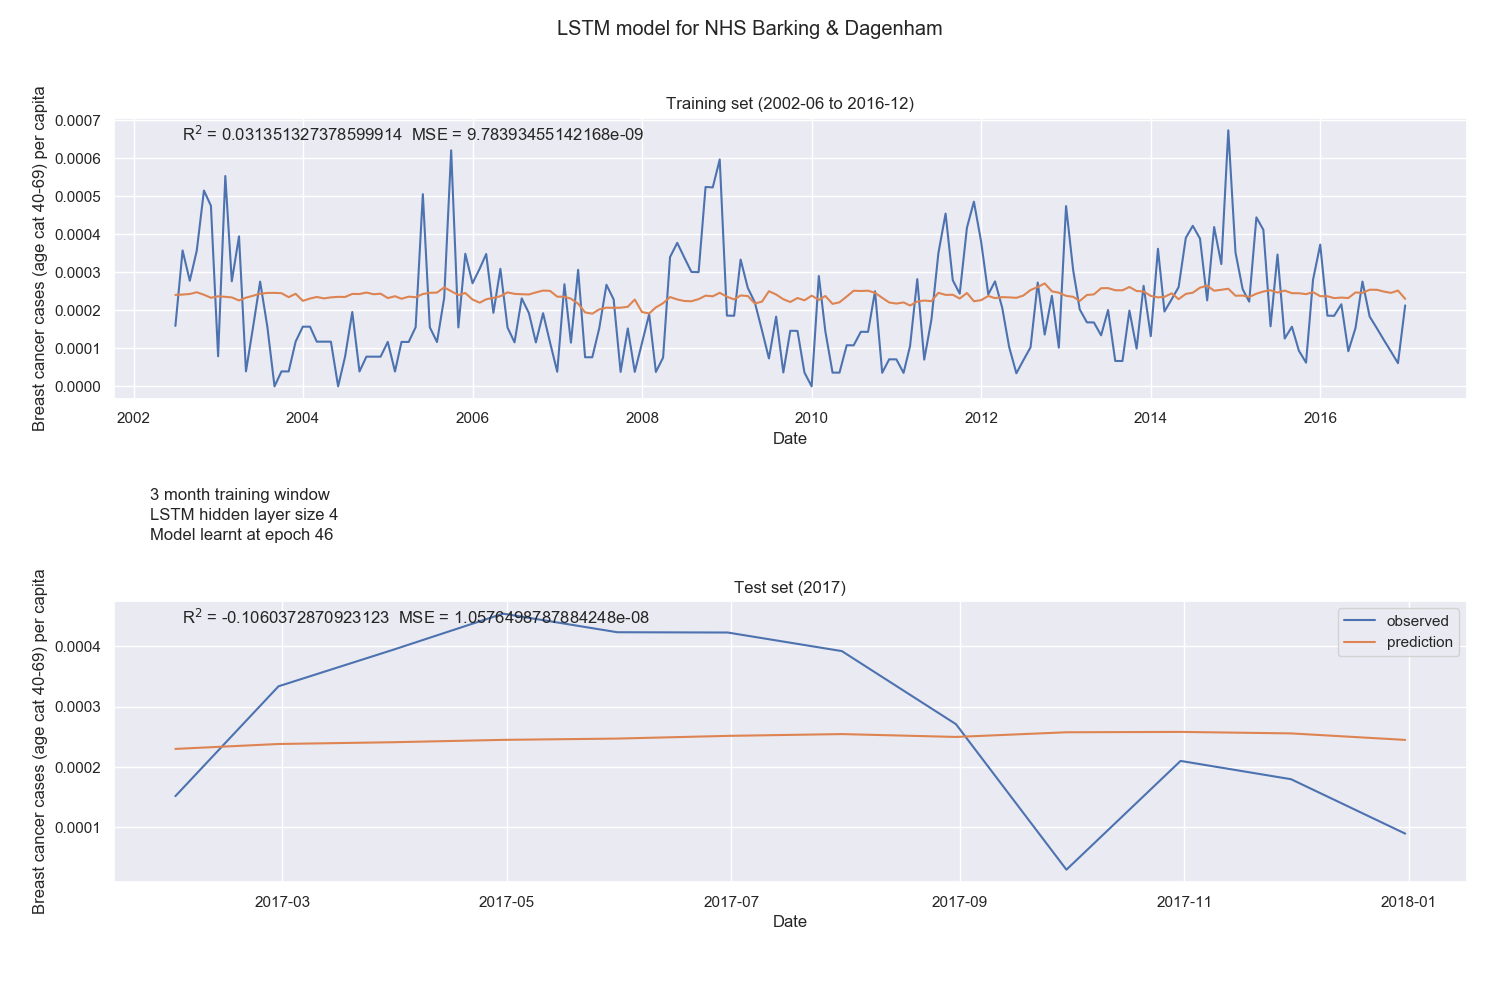 LSTM model for NHS Barking & Dagenham
Training set (2002-06 to 2016-12)
R² = 0.031351327378599914 MSE = 9.78393455142168e-09
Breast cancer cases (age cat 40-69) per capita
0.0007
0.0006
0.0005
0.0004
0.0003
0.0002
0.0001
0.0000
2002 2004 2006 2008 2010 2012 2014 2016
Date
3 month training window
LSTM hidden layer size 4
Model learnt at epoch 46
Test set (2017)
R² = -0.1060372870923123 MSE = 1.0576498787884248e-08
observed
prediction
Breast cancer cases (age cat 40-69) per capita
0.0004
0.0003
0.0002
0.0001
2017-03 2017-05 2017-07 2017-09 2017-11 2018-01
Date